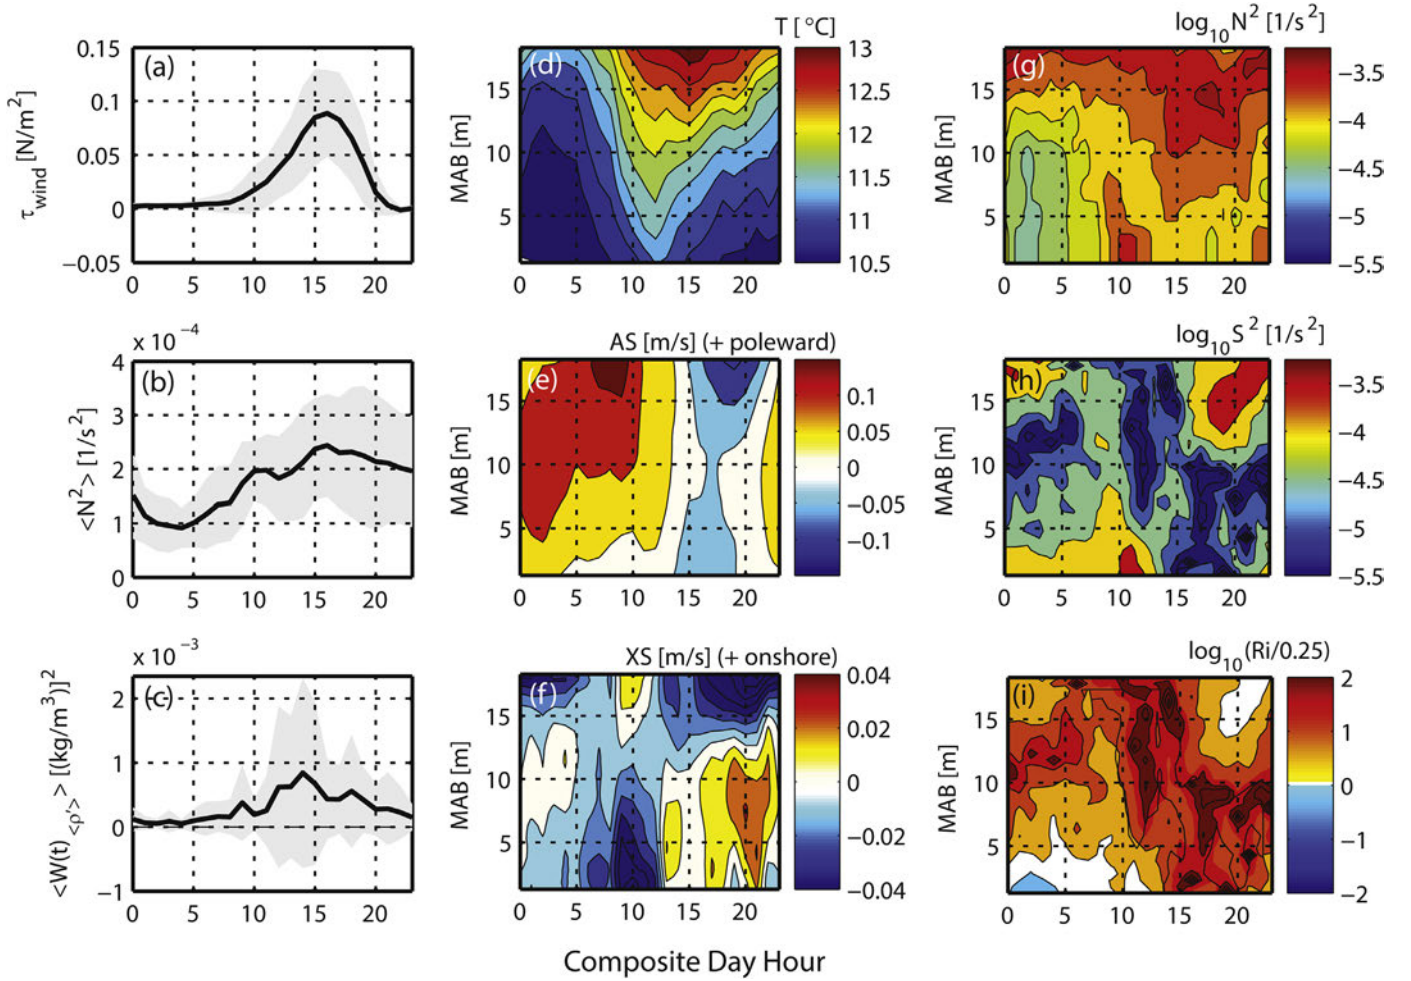 (a)
τwind [N/m²]
0.15
0.1
0.05
0
−0.05
0 5 10 15 20
T [ °C]
(d)
MAB [m]
15
10
5
0 5 10 15 20
13
12.5
12
11.5
11
10.5
log₁₀N² [1/s²]
(g)
MAB [m]
15
10
5
0 5 10 15 20
−3.5
−4
−4.5
−5
−5.5
x 10 ⁻⁴
(b)
<N²> [1/s²]
4
3
2
1
0
0 5 10 15 20
AS [m/s] (+ poleward)
(e)
MAB [m]
15
10
5
0 5 10 15 20
0.1
0.05
0
−0.05
−0.1
log₁₀S² [1/s²]
(h)
MAB [m]
15
10
5
0 5 10 15 20
−3.5
−4
−4.5
−5
−5.5
x 10 ⁻³
(c)
<W(t)<ρ'> > [(kg/m³)]²
2
1
0
−1
0 5 10 15 20
XS [m/s] (+ onshore)
(f)
MAB [m]
15
10
5
0 5 10 15 20
0.04
0.02
0
−0.02
−0.04
log₁₀(Ri/0.25)
(i)
MAB [m]
15
10
5
0 5 10 15 20
2
1
0
−1
−2
Composite Day Hour